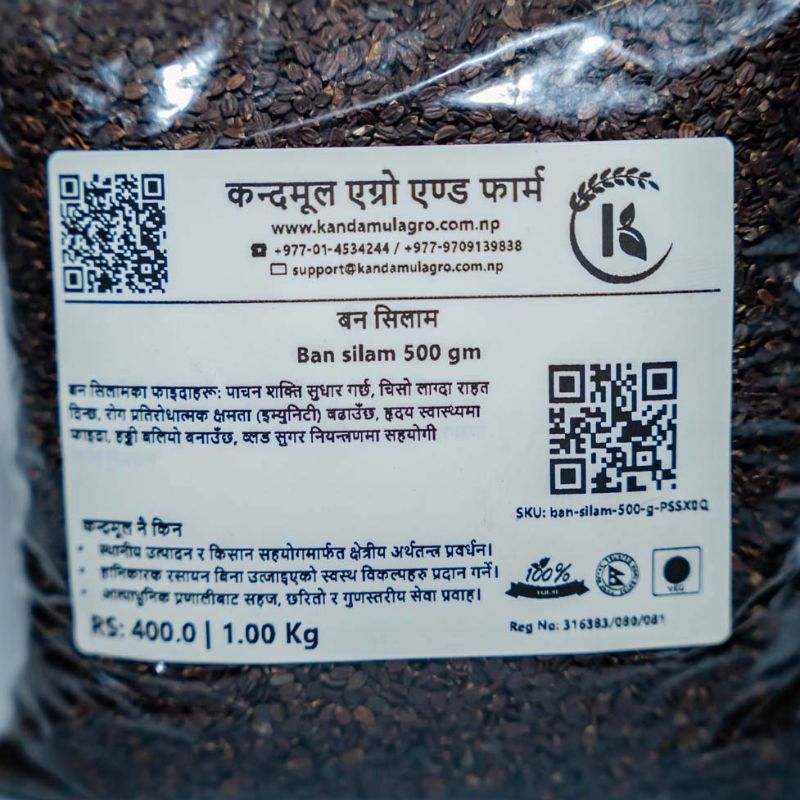 कन्दमूल एग्रो एण्ड फार्म
www.kandamulagro.com.np
+977-01-4534244 / +977-9709139838
support@kandamulagro.com.np
बन सिलाम
Ban silam 500 gm
बन सिलामका फाइदाहरू: पाचन शक्ति सुधार गर्छ, चिसो लाग्दा राहत
दिन्छ, रोग प्रतिरोधात्मक क्षमता (इम्युनिटी) बढाउँछ, हृदय स्वास्थ्यमा
फाइदा, हड्डी बलियो बनाउँछ, ब्लड सुगर नियन्त्रणमा सहयोगी
SKU: ban-silam-500-g-PSSX0Q
कन्दमूल नै किन
• स्थानीय उत्पादन र किसान सहयोगमार्फत क्षेत्रीय अर्थतन्त्र प्रवर्धन।
• हानिकारक रसायन बिना उत्जाइएको स्वस्थ विकल्पहरु प्रदान गर्ने।
• अत्याधुनिक प्रणालीबाट सहज, छरितो र गुणस्तरीय सेवा प्रवाह।
100%
VEG
RS: 400.0 | 1.00 Kg
Reg No: 316383/080/081